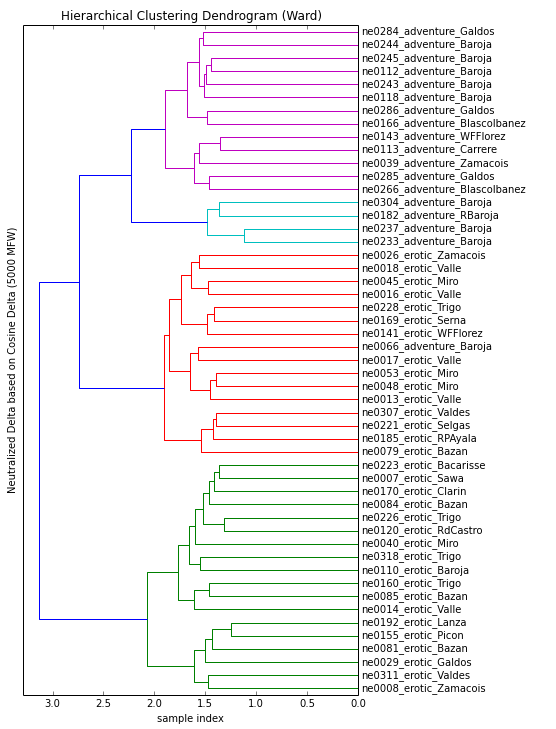 Hierarchical Clustering Dendrogram (Ward)
ne0284_adventure_Galdos
ne0244_adventure_Baroja
ne0245_adventure_Baroja
ne0112_adventure_Baroja
ne0243_adventure_Baroja
ne0118_adventure_Baroja
ne0286_adventure_Galdos
ne0166_adventure_BlascoIbanez
ne0143_adventure_WFFlorez
ne0113_adventure_Carrere
ne0039_adventure_Zamacois
ne0285_adventure_Galdos
ne0266_adventure_BlascoIbanez
ne0304_adventure_Baroja
ne0182_adventure_RBaroja
ne0237_adventure_Baroja
ne0233_adventure_Baroja
ne0026_erotic_Zamacois
ne0018_erotic_Valle
ne0045_erotic_Miro
ne0016_erotic_Valle
ne0228_erotic_Trigo
ne0169_erotic_Serna
ne0141_erotic_WFFlorez
ne0066_adventure_Baroja
ne0017_erotic_Valle
ne0053_erotic_Miro
ne0048_erotic_Miro
ne0013_erotic_Valle
ne0307_erotic_Valdes
ne0221_erotic_Selgas
ne0185_erotic_RPAyala
ne0079_erotic_Bazan
ne0223_erotic_Bacarisse
ne0007_erotic_Sawa
ne0170_erotic_Clarin
ne0084_erotic_Bazan
ne0226_erotic_Trigo
ne0120_erotic_RdCastro
ne0040_erotic_Miro
ne0318_erotic_Trigo
ne0110_erotic_Baroja
ne0160_erotic_Trigo
ne0085_erotic_Bazan
ne0014_erotic_Valle
ne0192_erotic_Lanza
ne0155_erotic_Picon
ne0081_erotic_Bazan
ne0029_erotic_Galdos
ne0311_erotic_Valdes
ne0008_erotic_Zamacois
Neutralized Delta based on Cosine Delta (5000 MFW)
3.0 2.5 2.0 1.5 1.0 0.5 0.0
sample index